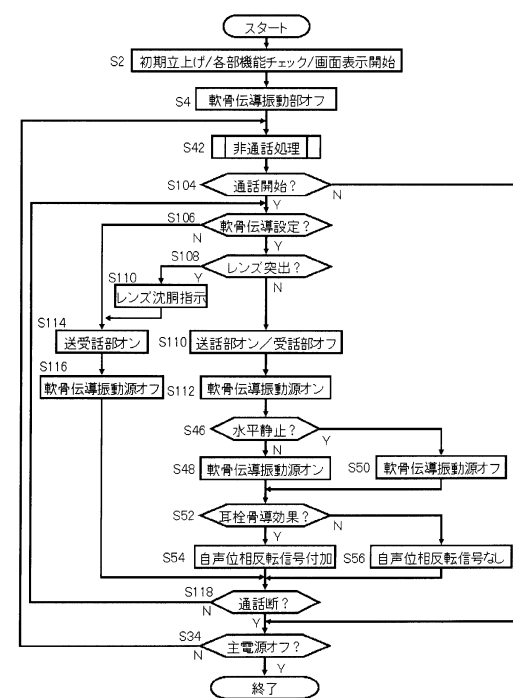 スタート
S2 初期立上げ/各部機能チェック/画面表示開始
S4 軟骨伝導振動部オフ
S42 非通話処理
S104 通話開始?
N
Y
S106 軟骨伝導設定?
N
Y
S108 レンズ突出?
Y
N
S110
レンズ沈胴指示
S114
送受話部オン
S110 送話部オン/受話部オフ
S116
軟骨伝導振動源オフ
S112 軟骨伝導振動源オン
S46 水平静止?
Y
N
S48 軟骨伝導振動源オン
S50 軟骨伝導振動源オフ
S52 耳栓骨導効果?
N
Y
S54 自声位相反転信号付加
S56 自声位相反転信号なし
S118
通話断?
N
Y
S34
主電源オフ?
N
Y
終了